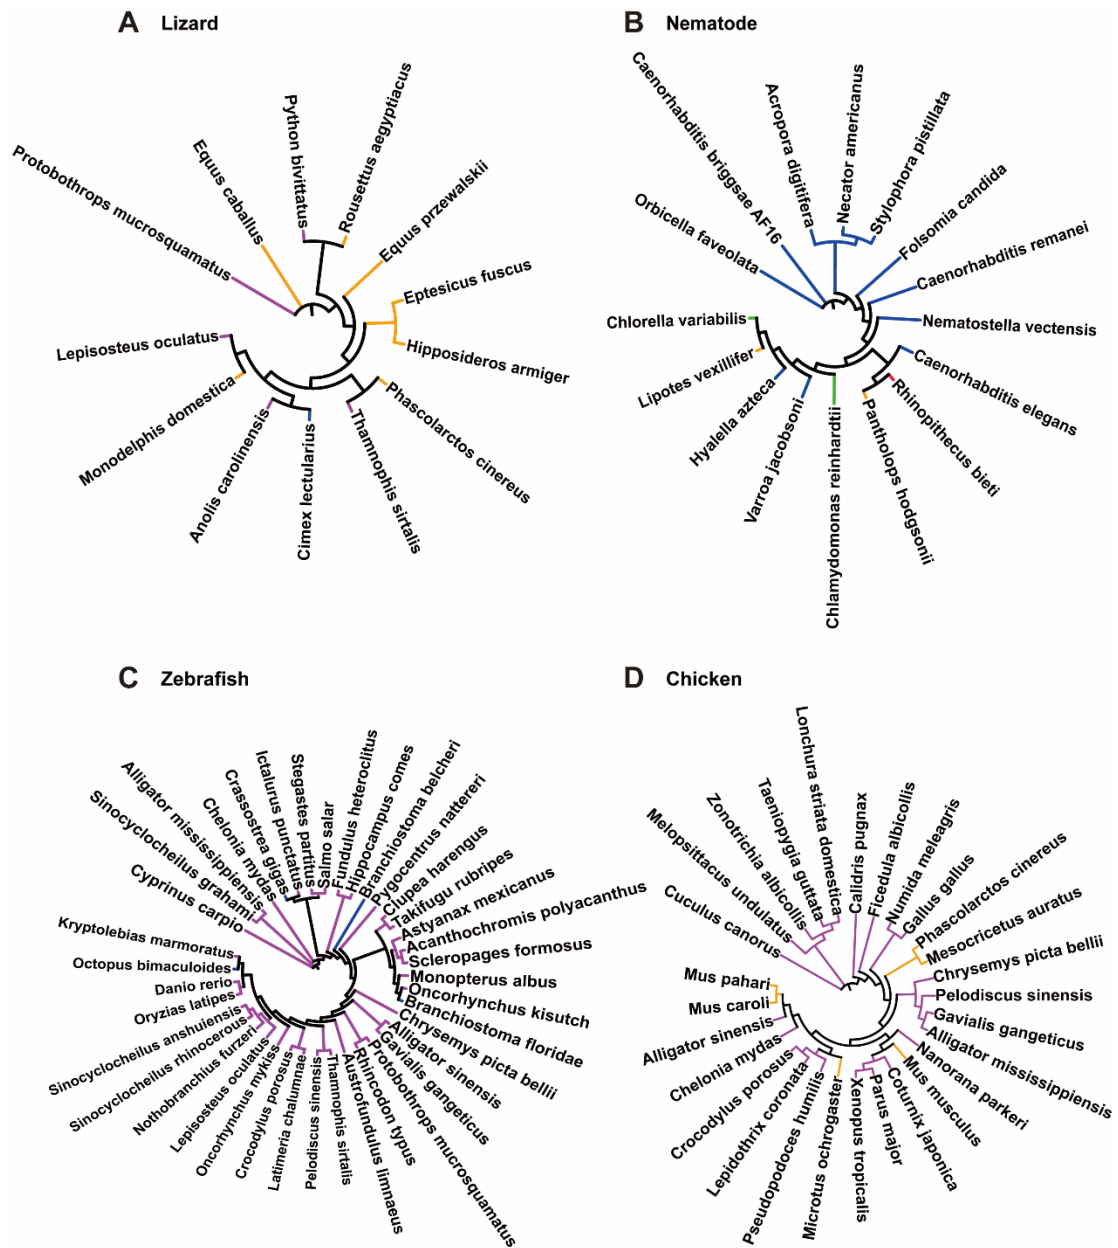 A Lizard
Protobothrops mucrosquamatus
Equus caballus
Python bivittatus
Rousettus aegyptiacus
Equus przewalskii
Eptesicus fuscus
Hipposideros armiger
Phascolarctos cinereus
Thamnophis sirtalis
Cimex lectularius
Anolis carolinensis
Monodelphis domestica
Lepisosteus oculatus
B Nematode
Orbicella faveolata
Caenorhabditis briggsae AF16
Acropora digitifera
Necator americanus
Stylophora pistillata
Folsomia candida
Caenorhabditis remanei
Nematostella vectensis
Caenorhabditis elegans
Rhinopithecus bieti
Pantholops hodgsonii
Chlamydomonas reinhardtii
Varroa jacobsoni
Hyalella azteca
Lipotes vexillifer
Chlorella variabilis
C Zebrafish
Cyprinus carpio
Sinocyclocheilus grahami
Alligator mississippiensis
Chelonia mydas
Crassostrea gigas
Ictalurus punctatus
Stegastes partitus
Salmo salar
Fundulus heteroclitus
Hippocampus comes
Branchiostoma belcheri
Pygocentrus nattereri
Clupea harengus
Takifugu rubripes
Astyanax mexicanus
Acanthochromis polyacanthus
Scleropages formosus
Monopterus albus
Oncorhynchus kisutch
Branchiostoma floridae
Chrysemys picta bellii
Alligator sinensis
Gavialis gangeticus
Protobothrops mucrosquamatus
Rhincodon typus
Austrofundulus limnaeus
Thamnophis sirtalis
Pelodiscus sinensis
Latimeria chalumnae
Crocodylus porosus
Oncorhynchus mykiss
Lepisosteus oculatus
Nothobranchius furzeri
Sinocyclocheilus rhinocerous
Sinocyclocheilus anshuiensis
Oryzias latipes
Danio rerio
Octopus bimaculoides
Kryptolebias marmoratus
D Chicken
Cuculus canorus
Melopsittacus undulatus
Zonotrichia albicollis
Taeniopygia guttata
Lonchura striata domestica
Calidris pugnax
Ficedula albicollis
Numida meleagris
Gallus gallus
Phascolarctos cinereus
Mesocricetus auratus
Chrysemys picta bellii
Pelodiscus sinensis
Gavialis gangeticus
Alligator mississippiensis
Nanorana parkeri
Mus musculus
Coturnix japonica
Parus major
Xenopus tropicalis
Microtus ochrogaster
Pseudopodoces humilis
Lepidothrix coronata
Crocodylus porosus
Chelonia mydas
Alligator sinensis
Mus caroli
Mus pahari